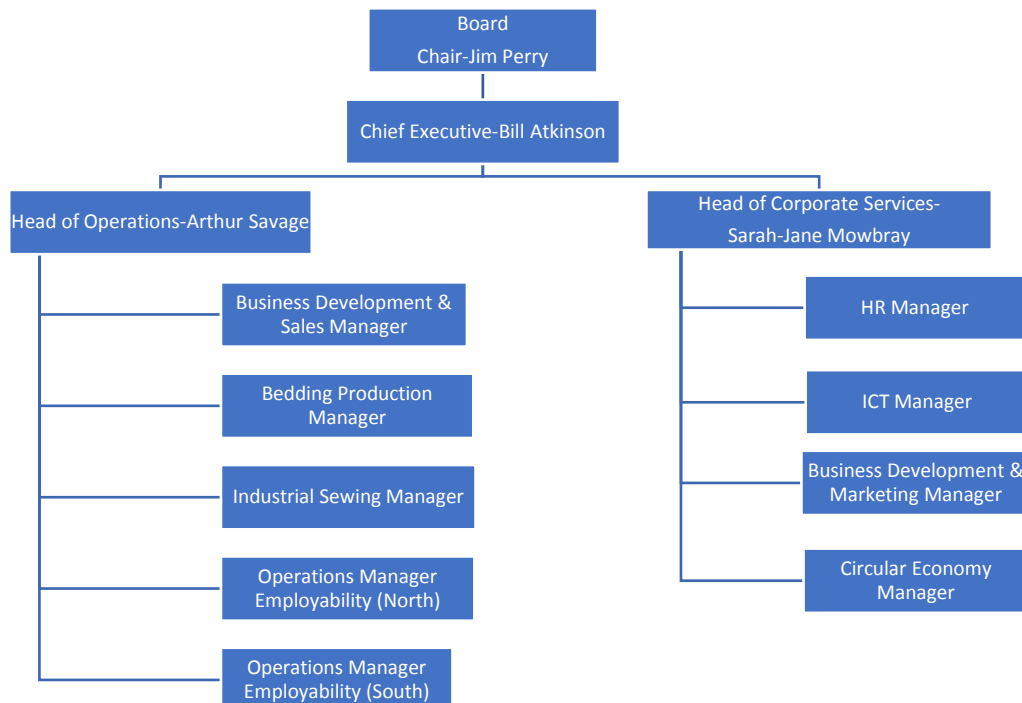 Board
Chair-Jim Perry
Chief Executive-Bill Atkinson
Head of Operations-Arthur Savage
Business Development &
Sales Manager
Bedding Production
Manager
Industrial Sewing Manager
Operations Manager
Employability (North)
Operations Manager
Employability (South)
Head of Corporate Services-
Sarah-Jane Mowbray
HR Manager
ICT Manager
Business Development &
Marketing Manager
Circular Economy
Manager